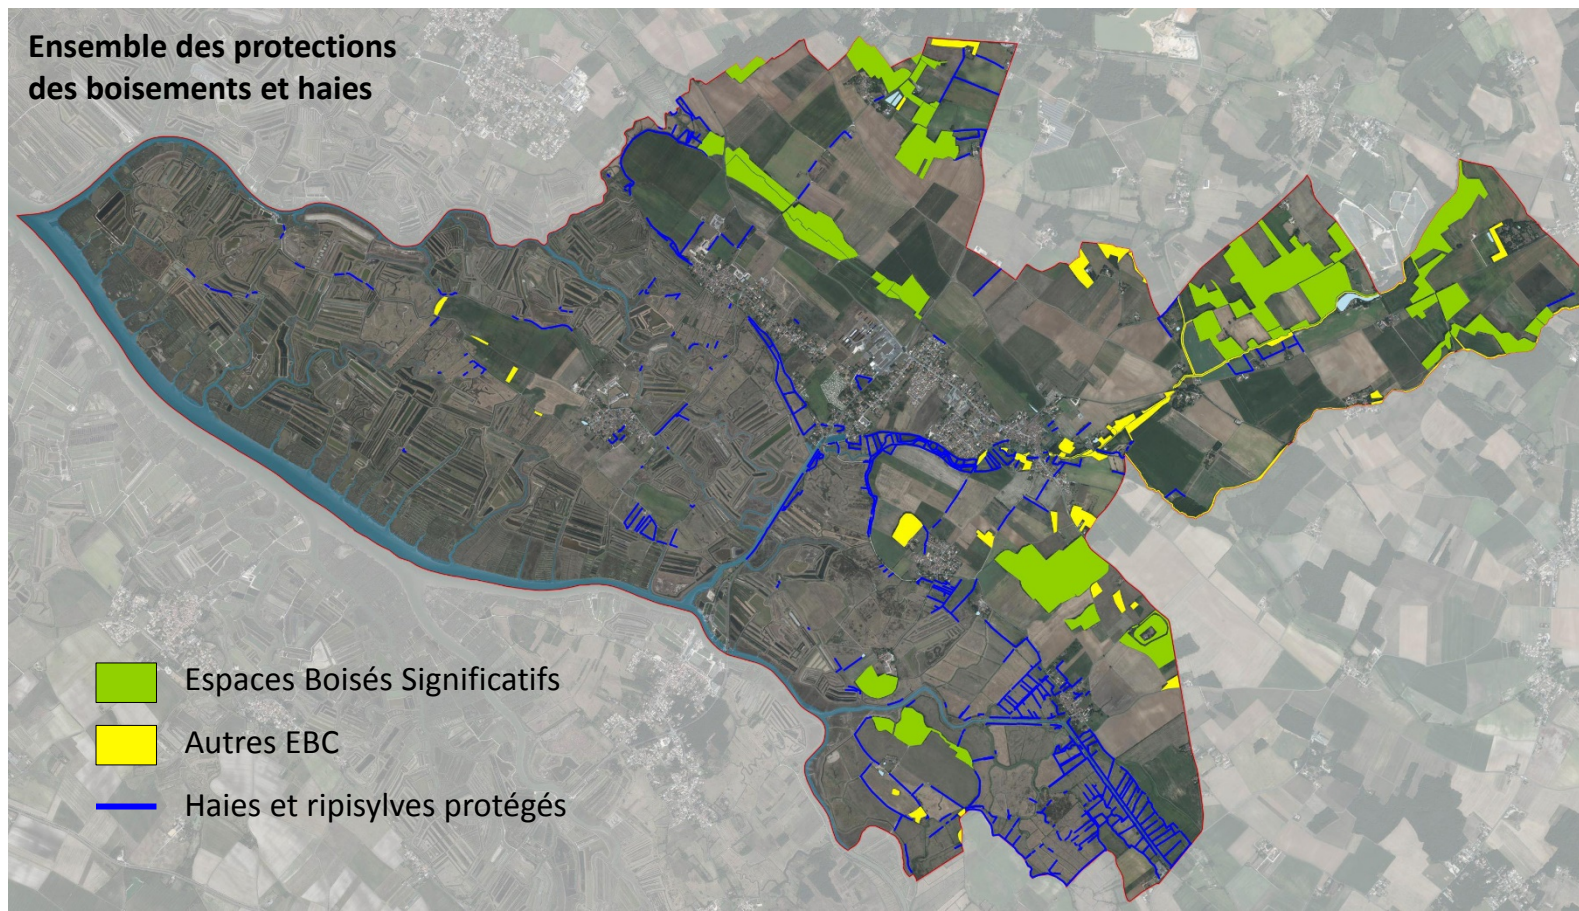 Ensemble des protections
des boisements et haies
Espaces Boisés Significatifs
Autres EBC
Haies et ripisylves protégés